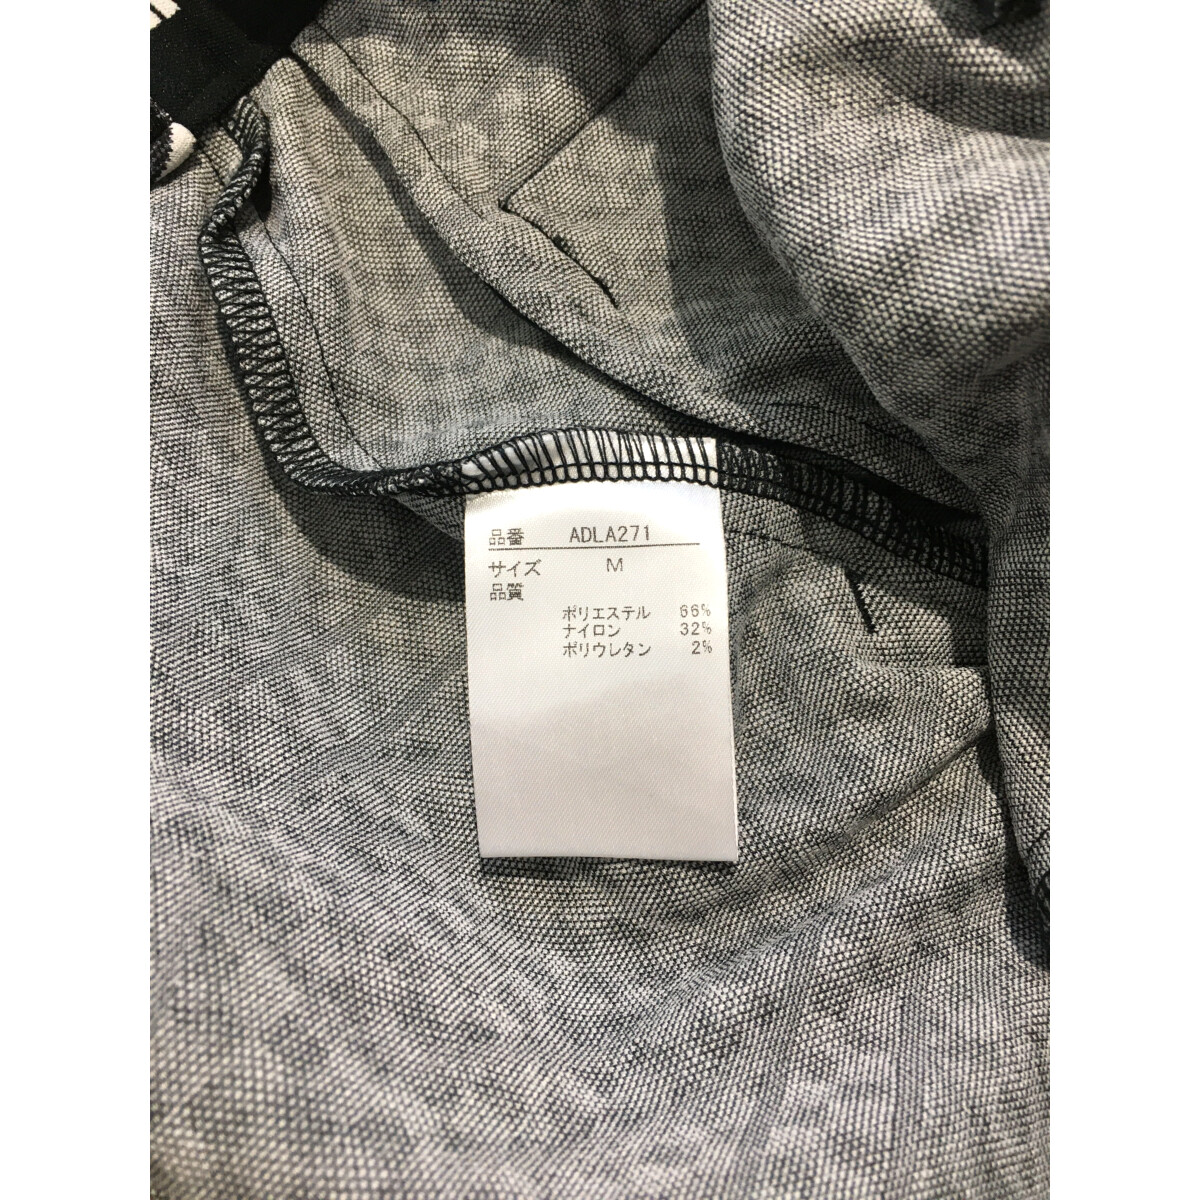 品番 ADLA271
サイズ M
品質
ポリエステル 66%
ナイロン 32%
ポリウレタン 2%